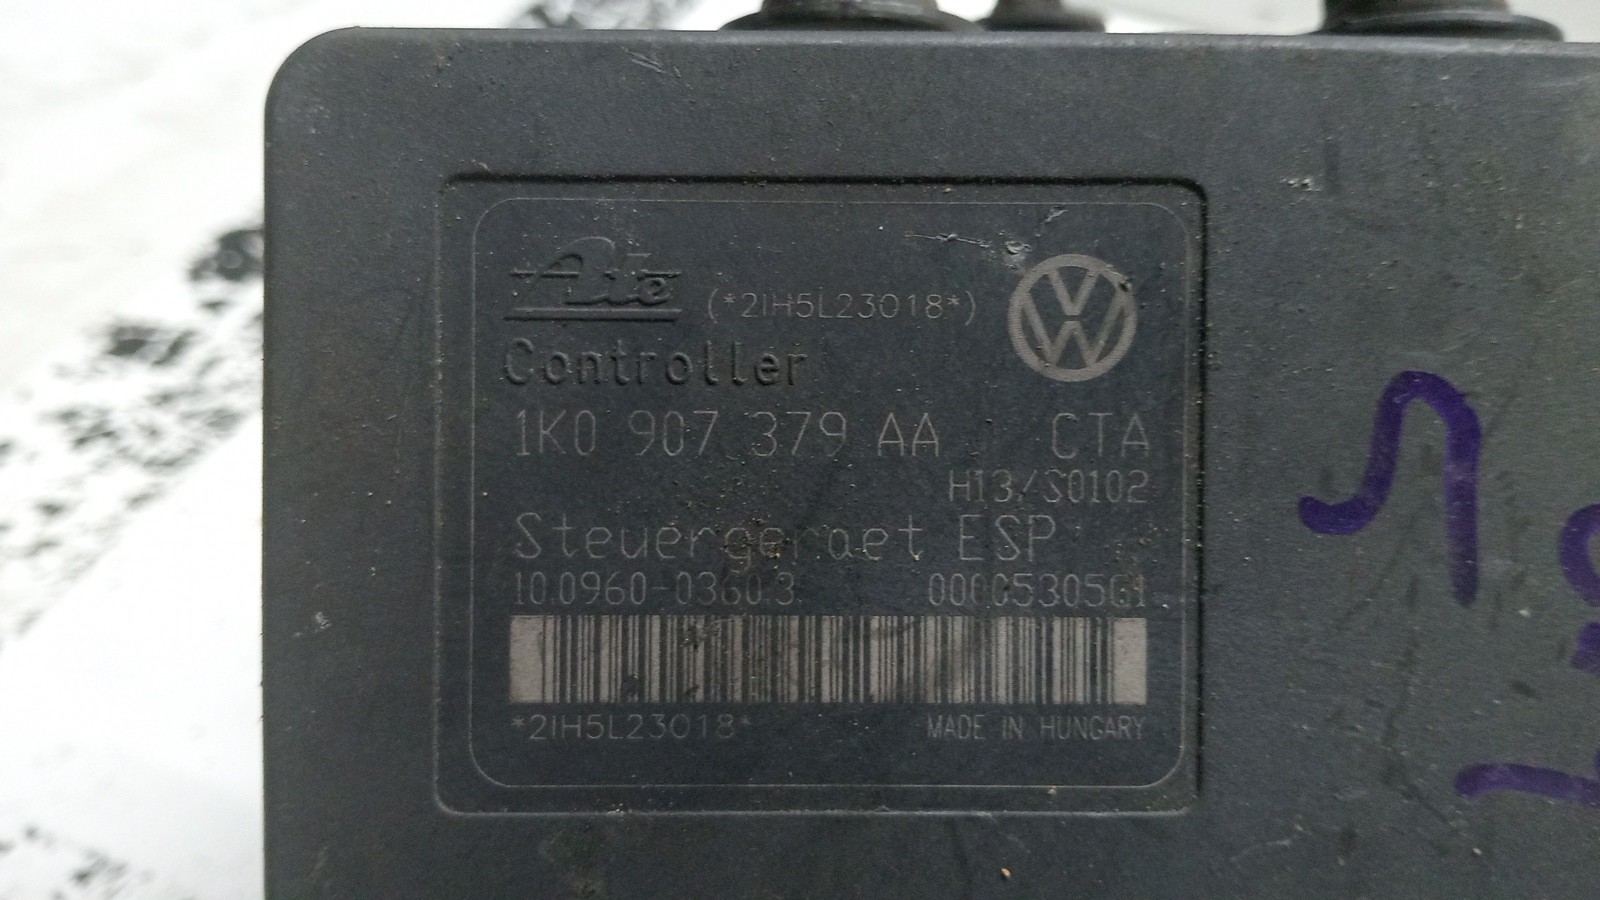 Ate (*2IH5L23018*)
Controller
1K0 907 379 AA CTA
H13/S0102
Steuergeraet ESP
10.0960-0360.3
*2IH5L23018* MADE IN HUNGARY